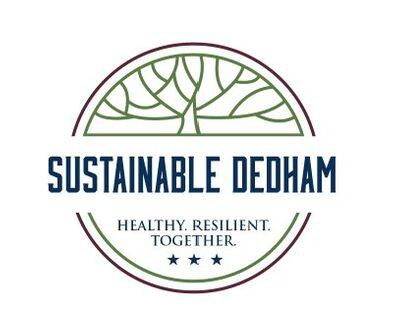 SUSTAINABLE DEDHAM
HEALTHY. RESILIENT.
TOGETHER.